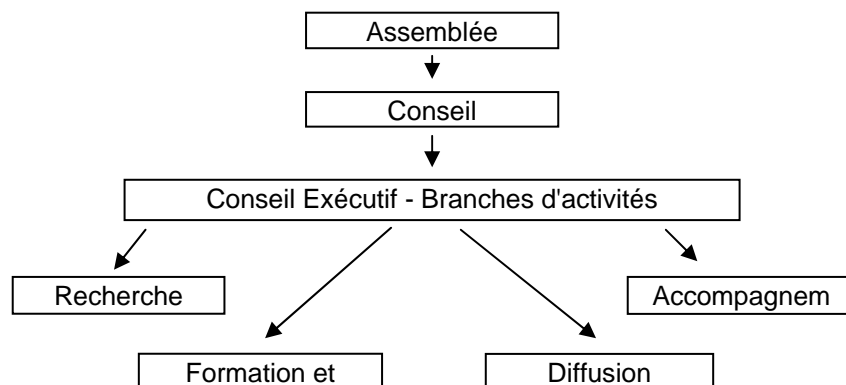 Assemblée
Conseil
Conseil Exécutif - Branches d'activités
Recherche
Accompagnem
Formation et
Diffusion